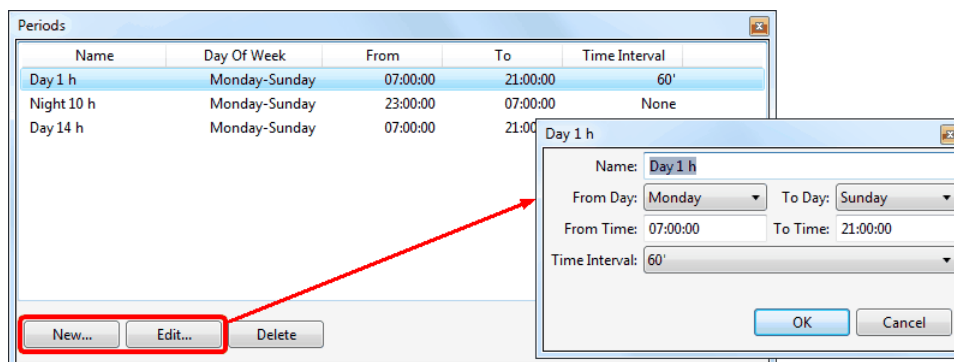 Periods
Name Day Of Week From To Time Interval
Day 1 h Monday-Sunday 07:00:00 21:00:00 60'
Night 10 h Monday-Sunday 23:00:00 07:00:00 None
Day 14 h Monday-Sunday 07:00:00 21:00
New... Edit... Delete
Day 1 h
Name: Day 1 h
From Day: Monday To Day: Sunday
From Time: 07:00:00 To Time: 21:00:00
Time Interval: 60'
OK Cancel